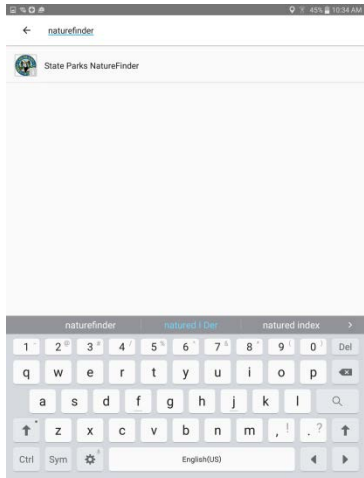 45% 10:34 AM
naturefinder
State Parks NatureFinder
naturefinder natured I Der natured index >
1 2 @ 3 # 4 / 5 % 6 ^ 7 & 8 * 9 ( 0 ) Del
q w e r t y u i o p
a s d f g h j k l
z x c v b n m , ! . ?
Ctrl Sym English(US)